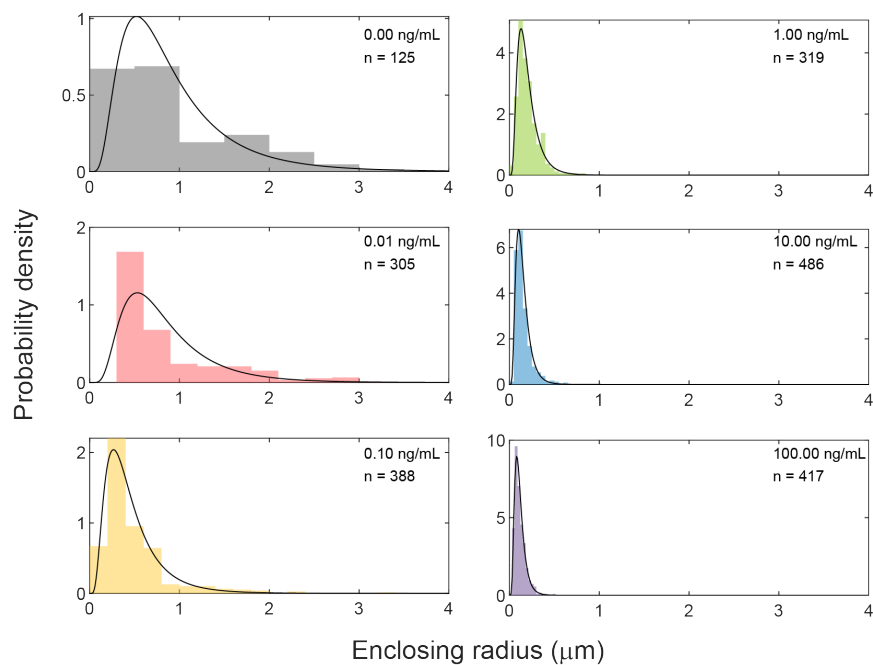 0.00 ng/mL
n = 125
1
0.5
0
0 1 2 3 4
1.00 ng/mL
n = 319
4
2
0
0 1 2 3 4
0.01 ng/mL
n = 305
2
1
0
0 1 2 3 4
10.00 ng/mL
n = 486
6
4
2
0
0 1 2 3 4
0.10 ng/mL
n = 388
2
1
0
0 1 2 3 4
100.00 ng/mL
n = 417
10
5
0
0 1 2 3 4
Probability density
Enclosing radius (μm)